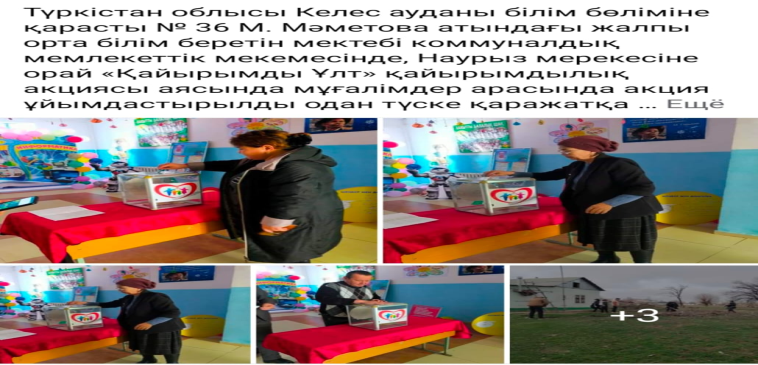 Түркістан облысы Келес ауданы білім бөліміне
қарасты № 36 М. Мәметова атындағы жалпы
орта білім беретін мектебі коммуналдық
мемлекеттік мекемесінде, Наурыз мерекесіне
орай «Қайырымды Ұлт» қайырымдылық
акциясы аясында мұғалімдер арасында акция
ұйымдастырылды одан түске қаражатқа ... Ещё
+3